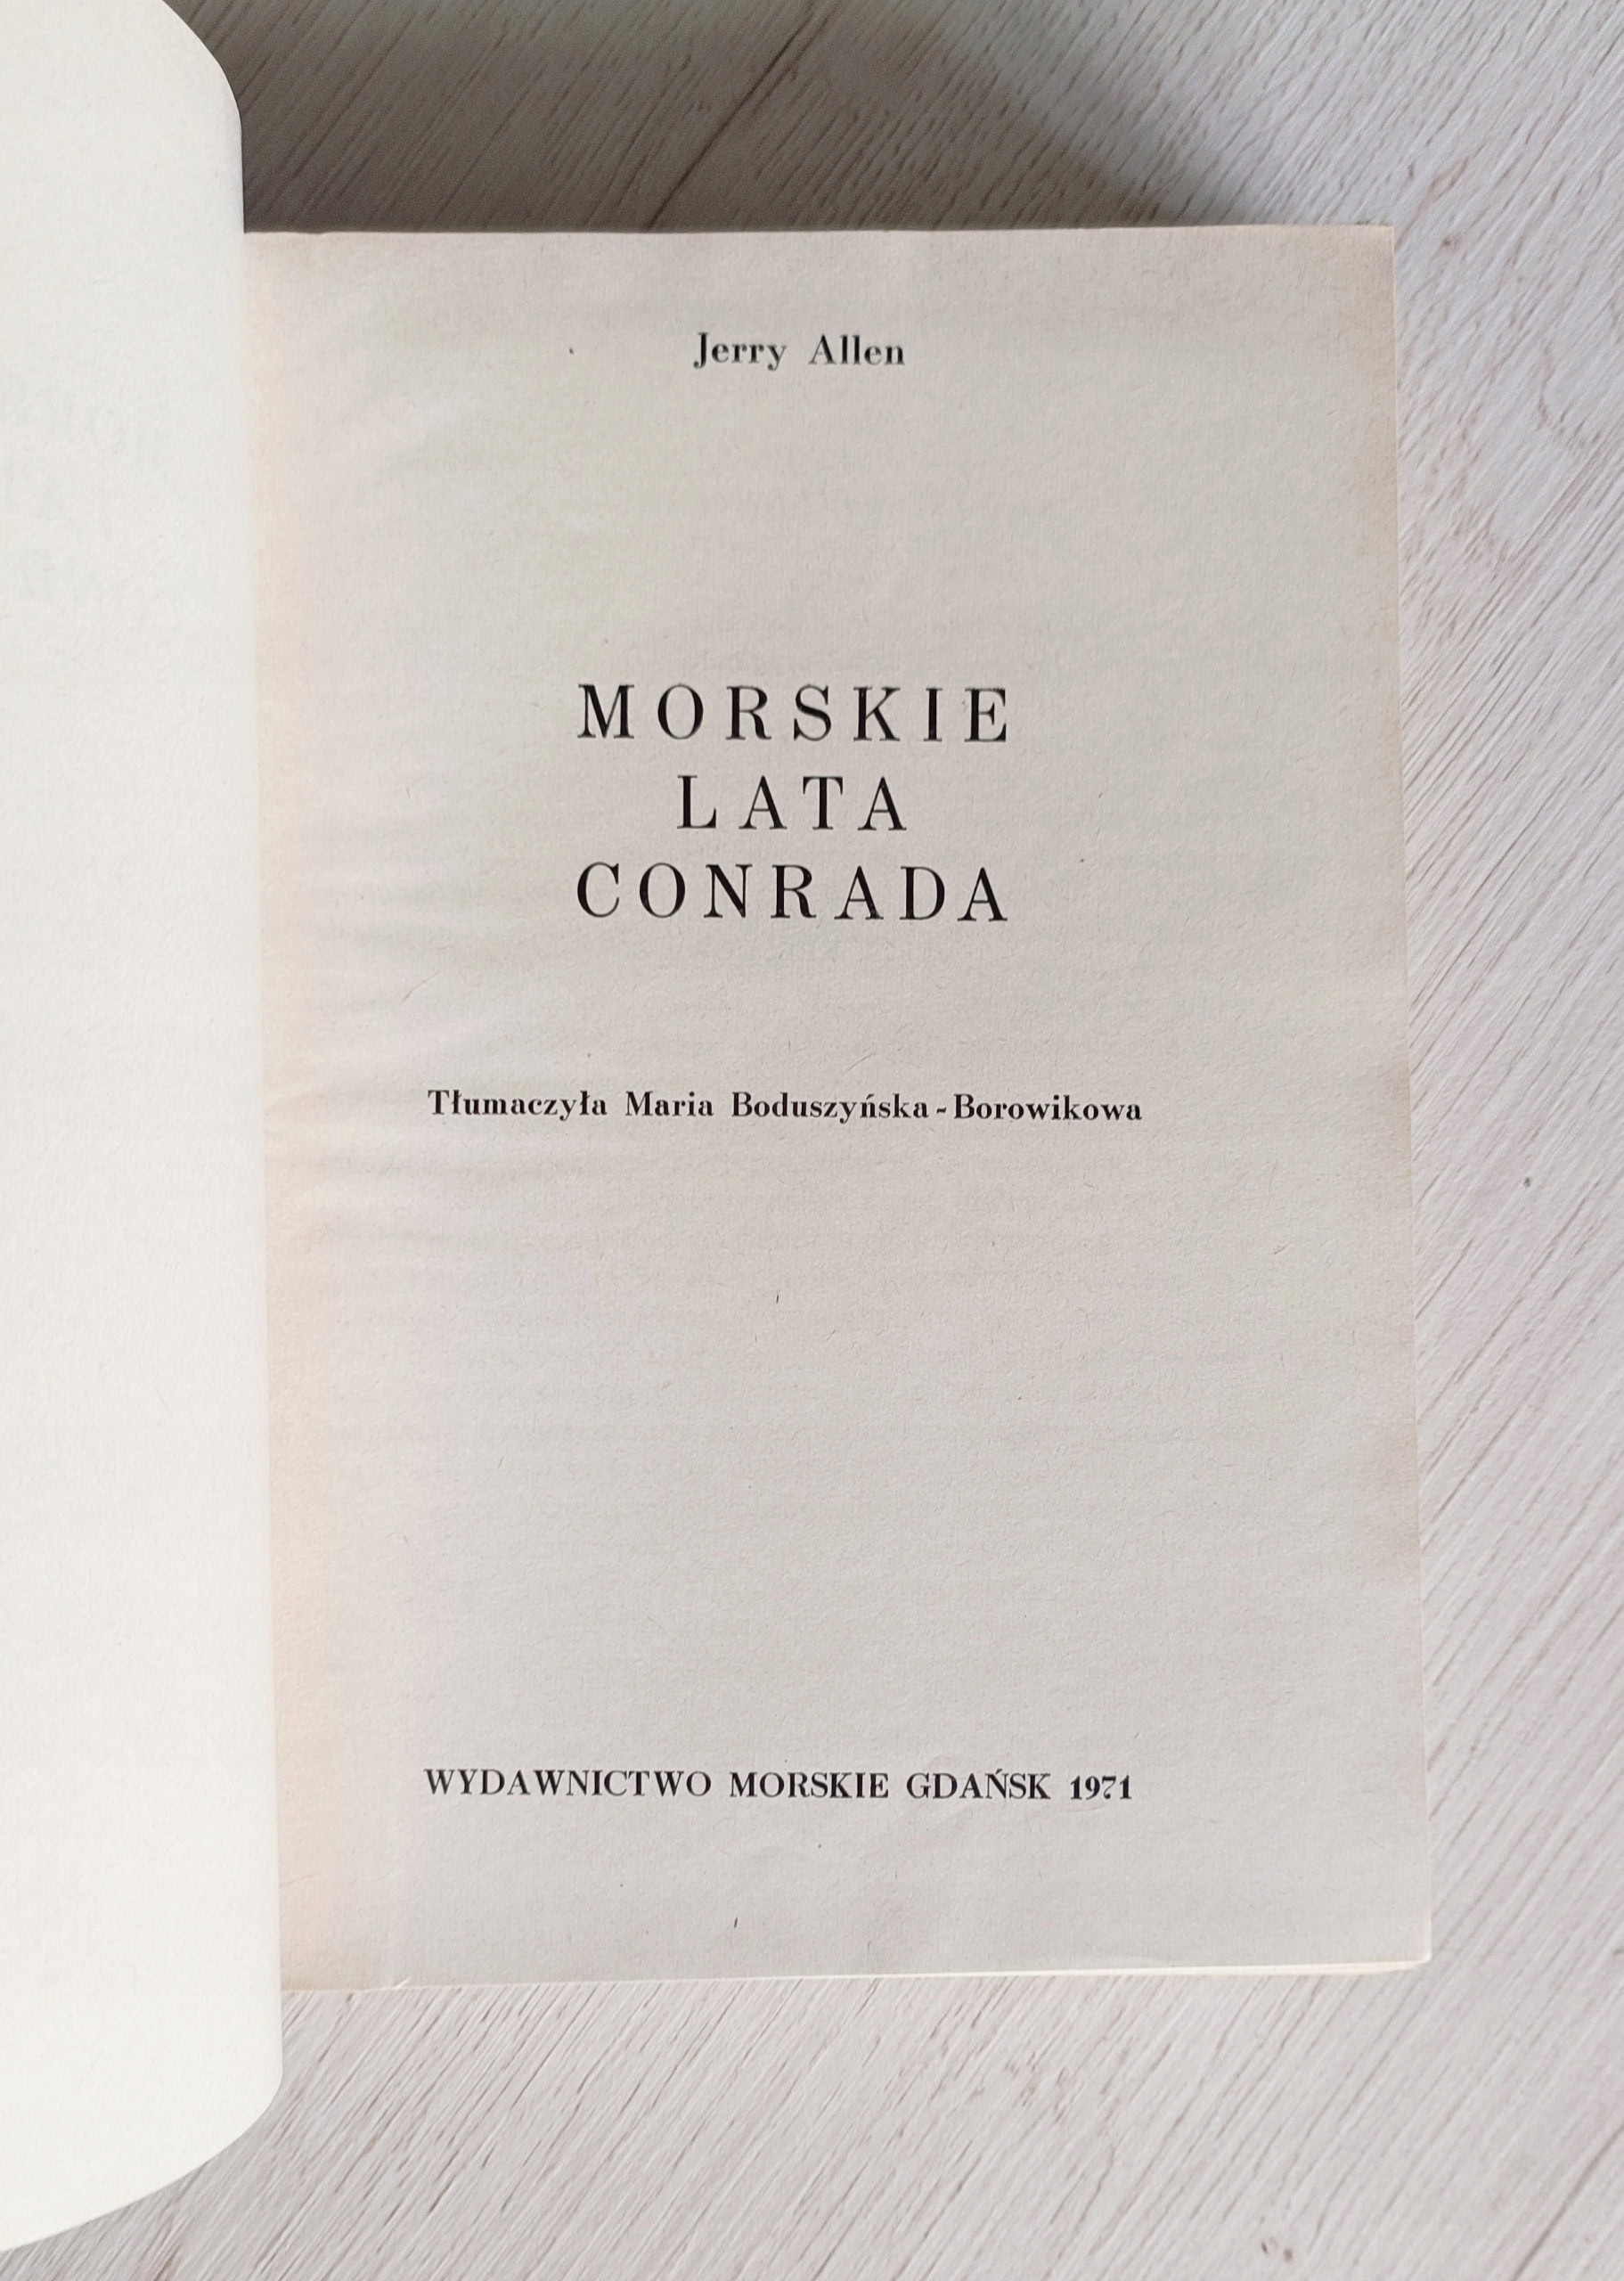 Jerry Allen
MORSKIE
LATA
CONRADA
Tłumaczyła Maria Boduszyńska-Borowikowa
WYDAWNICTWO MORSKIE GDAŃSK 1971